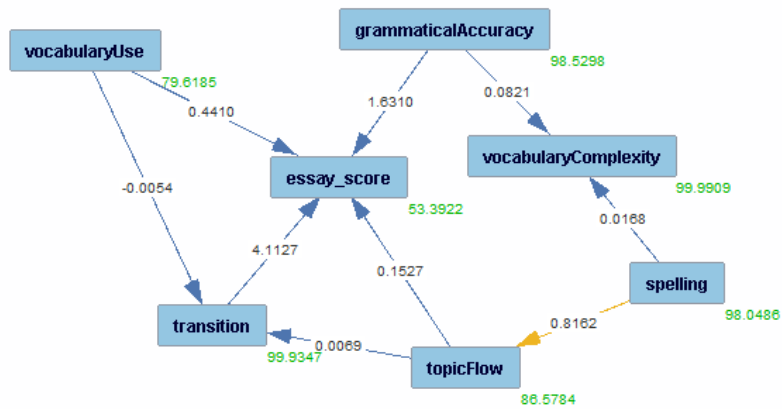 grammaticalAccuracy
vocabularyUse
98.5298
79.6185
0.4410
1.6310
0.0821
essay_score
vocabularyComplexity
53.3922
99.9909
-0.0054
0.0168
4.1127
0.1527
spelling
98.0486
transition
0.8162
99.9347
0.0069
topicFlow
86.5784